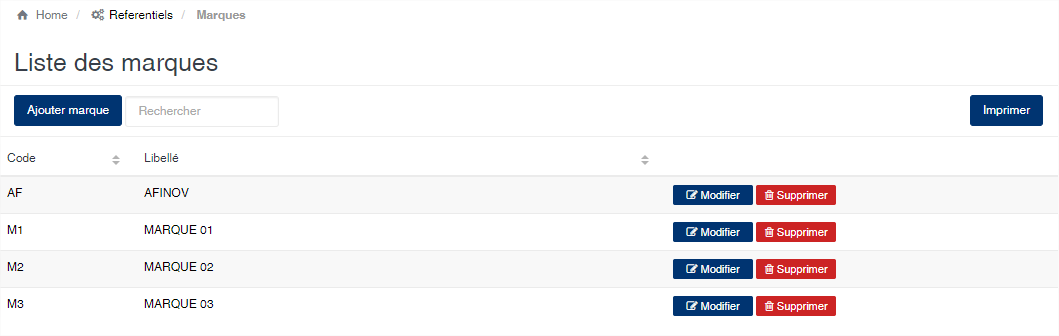 Home / Referentiels / Marques
Liste des marques
Ajouter marque Rechercher Imprimer
Code Libellé
AF AFINOV Modifier Supprimer
M1 MARQUE 01 Modifier Supprimer
M2 MARQUE 02 Modifier Supprimer
M3 MARQUE 03 Modifier Supprimer